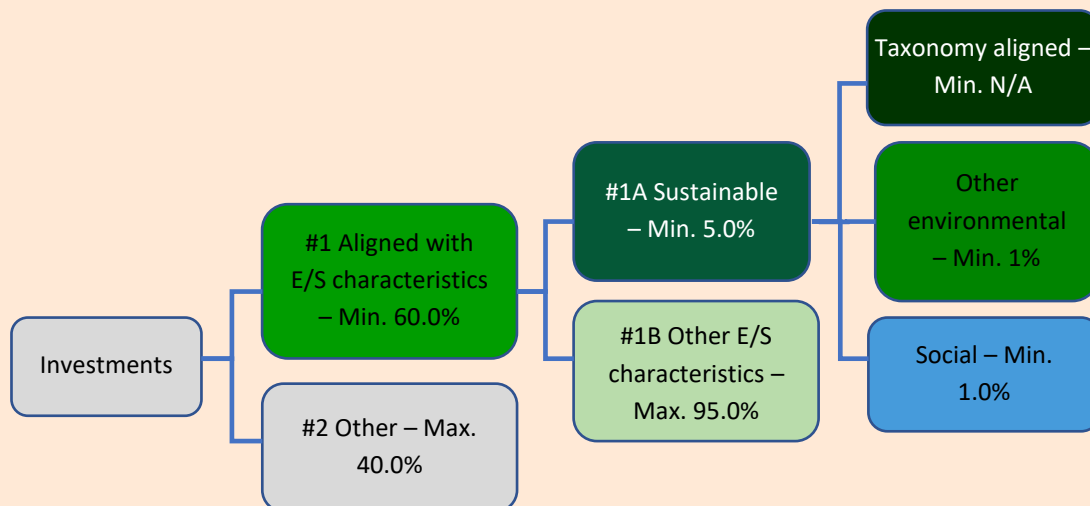 Investments
#1 Aligned with
E/S characteristics
– Min. 60.0%
#2 Other – Max.
40.0%
#1A Sustainable
– Min. 5.0%
#1B Other E/S
characteristics –
Max. 95.0%
Taxonomy aligned –
Min. N/A
Other
environmental
– Min. 1%
Social – Min.
1.0%